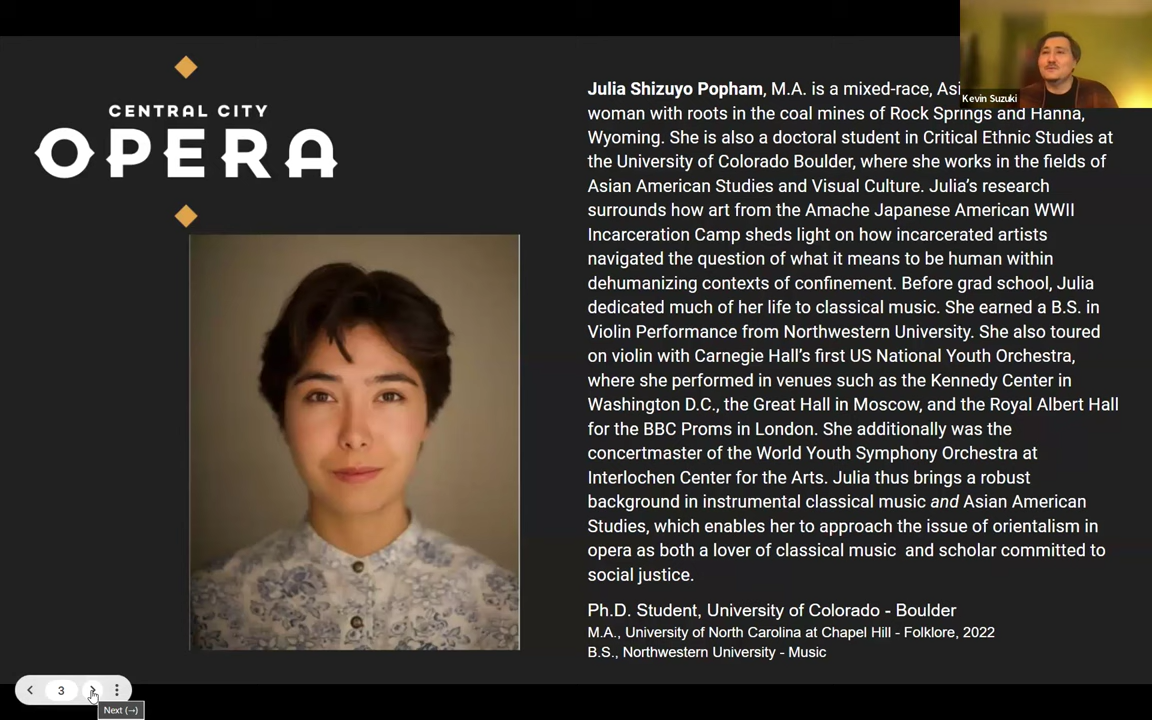 CENTRAL CITY
OPERA
Julia Shizuyo Popham, M.A. is a mixed-race,
woman with roots in the coal mines of Rock Springs and Hanna,
Wyoming. She is also a doctoral student in Critical Ethnic Studies at
the University of Colorado Boulder, where she works in the fields of
Asian American Studies and Visual Culture. Julia’s research
surrounds how art from the Amache Japanese American WWII
Incarceration Camp sheds light on how incarcerated artists
navigated the question of what it means to be human within
dehumanizing contexts of confinement. Before grad school, Julia
dedicated much of her life to classical music. She earned a B.S. in
Violin Performance from Northwestern University. She also toured
on violin with Carnegie Hall’s first US National Youth Orchestra,
where she performed in venues such as the Kennedy Center in
Washington D.C., the Great Hall in Moscow, and the Royal Albert Hall
for the BBC Proms in London. She additionally was the
concertmaster of the World Youth Symphony Orchestra at
Interlochen Center for the Arts. Julia thus brings a robust
background in instrumental classical music and Asian American
Studies, which enables her to approach the issue of orientalism in
opera as both a lover of classical music and scholar committed to
social justice.
Ph.D. Student, University of Colorado - Boulder
M.A., University of North Carolina at Chapel Hill - Folklore, 2022
B.S., Northwestern University - Music
Kevin Suzuki
3
Next (→)